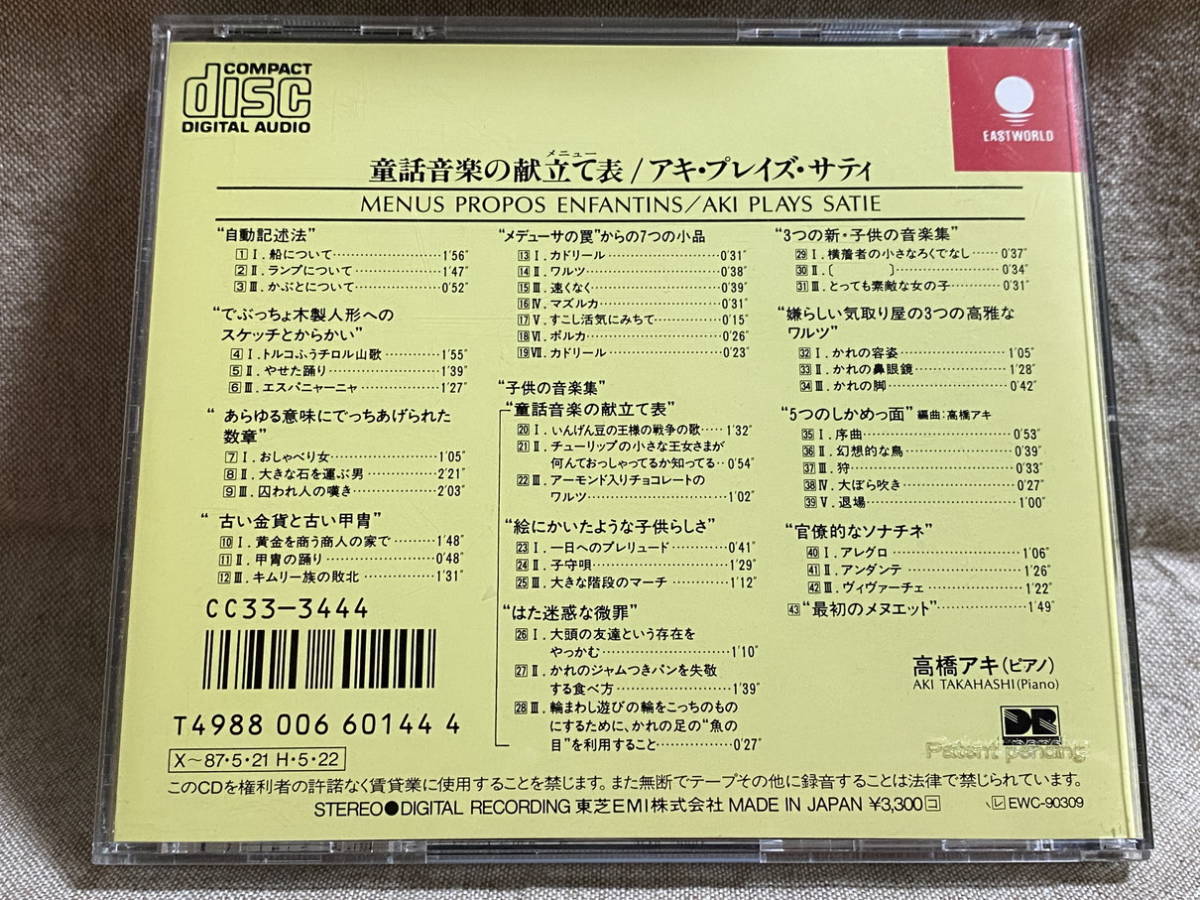 COMPACT
disc
DIGITAL AUDIO
EASTWORLD
メニュー
童話音楽の献立て表/アキ・プレイズ・サティ
MENUS PROPOS ENFANTINS/AKI PLAYS SATIE
“自動記述法”
1 Ⅰ.船について 1'56"
2 Ⅱ.ランプについて 1'47"
3 Ⅲ.かぶとについて 0'52"
“でぶっちょ木製人形への
スケッチとからかい”
4 Ⅰ.トルコふうチロル山歌 1'55"
5 Ⅱ.やせた踊り 1'39"
6 Ⅲ.エスパニャーニャ 1'27"
“あらゆる意味にでっちあげられた
数章”
7 Ⅰ.おしゃべり女 1'05"
8 Ⅱ.大きな石を運ぶ男 2'21"
9 Ⅲ.囚われ人の嘆き 2'03"
“古い金貨と古い甲冑”
10 Ⅰ.黄金を商う商人の家で 1'48"
11 Ⅱ.甲冑の踊り 0'48"
12 Ⅲ.キムリー族の敗北 1'31"
CC33-3444
T4988 006 60144 4
X〜87・5・21 H・5・22
“メデューサの罠”からの7つの小品
13 Ⅰ.カドリール 0'31"
14 Ⅱ.ワルツ 0'38"
15 Ⅲ.速くなく 0'39"
16 Ⅳ.マズルカ 0'31"
17 Ⅴ.すこし活気にみちて 0'15"
18 Ⅵ.ポルカ 0'26"
19 Ⅶ.カドリール 0'23"
“子供の音楽集”
“童話音楽の献立て表”
20 Ⅰ.いんげん豆の王様の戦争の歌 1'32"
21 Ⅱ.チューリップの小さな王女さまが
何んておっしゃってるか知ってる 0'54"
22 Ⅲ.アーモンド入りチョコレートの
ワルツ 1'02"
“絵にかいたような子供らしさ”
23 Ⅰ.一日へのプレリュード 0'41"
24 Ⅱ.子守唄 1'29"
25 Ⅲ.大きな階段のマーチ 1'12"
“はた迷惑な微罪”
26 Ⅰ.大頭の友達という存在を
やっかむ 1'10"
27 Ⅱ.かれのジャムつきパンを失敬
する食べ方 1'39"
28 Ⅲ.輪まわし遊びの輪をこっちのもの
にするために、かれの足の“魚の
目”を利用すること 0'27"
“3つの新・子供の音楽集”
29 Ⅰ.横着者の小さなろくでなし 0'37"
30 Ⅱ.〔 〕 0'34"
31 Ⅲ.とっても素敵な女の子 0'31"
“嫌らしい気取り屋の3つの高雅な
ワルツ”
32 Ⅰ.かれの容姿 1'05"
33 Ⅱ.かれの鼻眼鏡 1'28"
34 Ⅲ.かれの脚 0'42"
“5つのしかめっ面” 編曲:高橋アキ
35 Ⅰ.序曲 0'53"
36 Ⅱ.幻想的な鳥 0'39"
37 Ⅲ.狩 0'33"
38 Ⅳ.大ぼら吹き 0'27"
39 Ⅴ.退場 1'00"
“官僚的なソナチネ”
40 Ⅰ.アレグロ 1'06"
41 Ⅱ.アンダンテ 1'26"
42 Ⅲ.ヴィヴァーチェ 1'22"
43 “最初のメヌエット” 1'49"
高橋アキ(ピアノ)
AKI TAKAHASHI(Piano)
DR
Patent pending
このCDを権利者の許諾なく賃貸業に使用することを禁じます。また無断でテープその他に録音することは法律で禁じられています。
STEREO●DIGITAL RECORDING 東芝EMI株式会社 MADE IN JAPAN ¥3,300コ レ EWC-90309